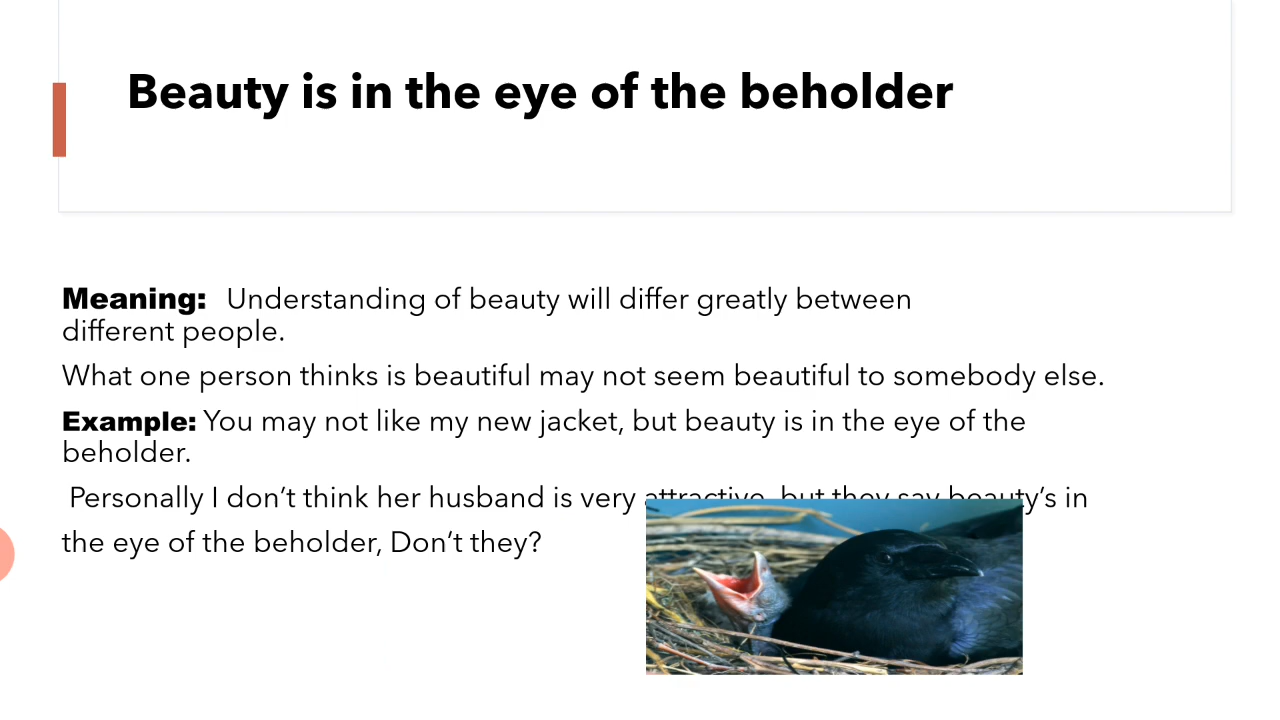 Beauty is in the eye of the beholder
Meaning: Understanding of beauty will differ greatly between
different people.
What one person thinks is beautiful may not seem beautiful to somebody else.
Example: You may not like my new jacket, but beauty is in the eye of the
beholder.
Personally I don’t think her husband is very attractive, but they say beauty’s in
the eye of the beholder, Don’t they?